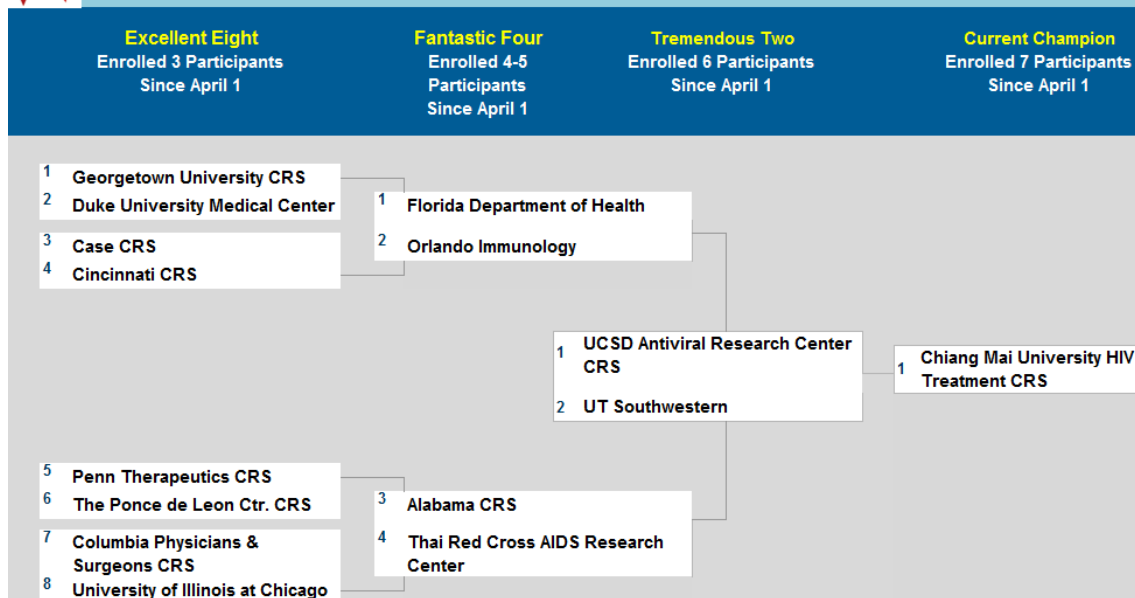 Excellent Eight
Enrolled 3 Participants
Since April 1
Fantastic Four
Enrolled 4-5
Participants
Since April 1
Tremendous Two
Enrolled 6 Participants
Since April 1
Current Champion
Enrolled 7 Participants
Since April 1
1 Georgetown University CRS
2 Duke University Medical Center
3 Case CRS
4 Cincinnati CRS
5 Penn Therapeutics CRS
6 The Ponce de Leon Ctr. CRS
7 Columbia Physicians &
Surgeons CRS
8 University of Illinois at Chicago
1 Florida Department of Health
2 Orlando Immunology
3 Alabama CRS
4 Thai Red Cross AIDS Research
Center
1 UCSD Antiviral Research Center
CRS
2 UT Southwestern
1 Chiang Mai University HIV
Treatment CRS